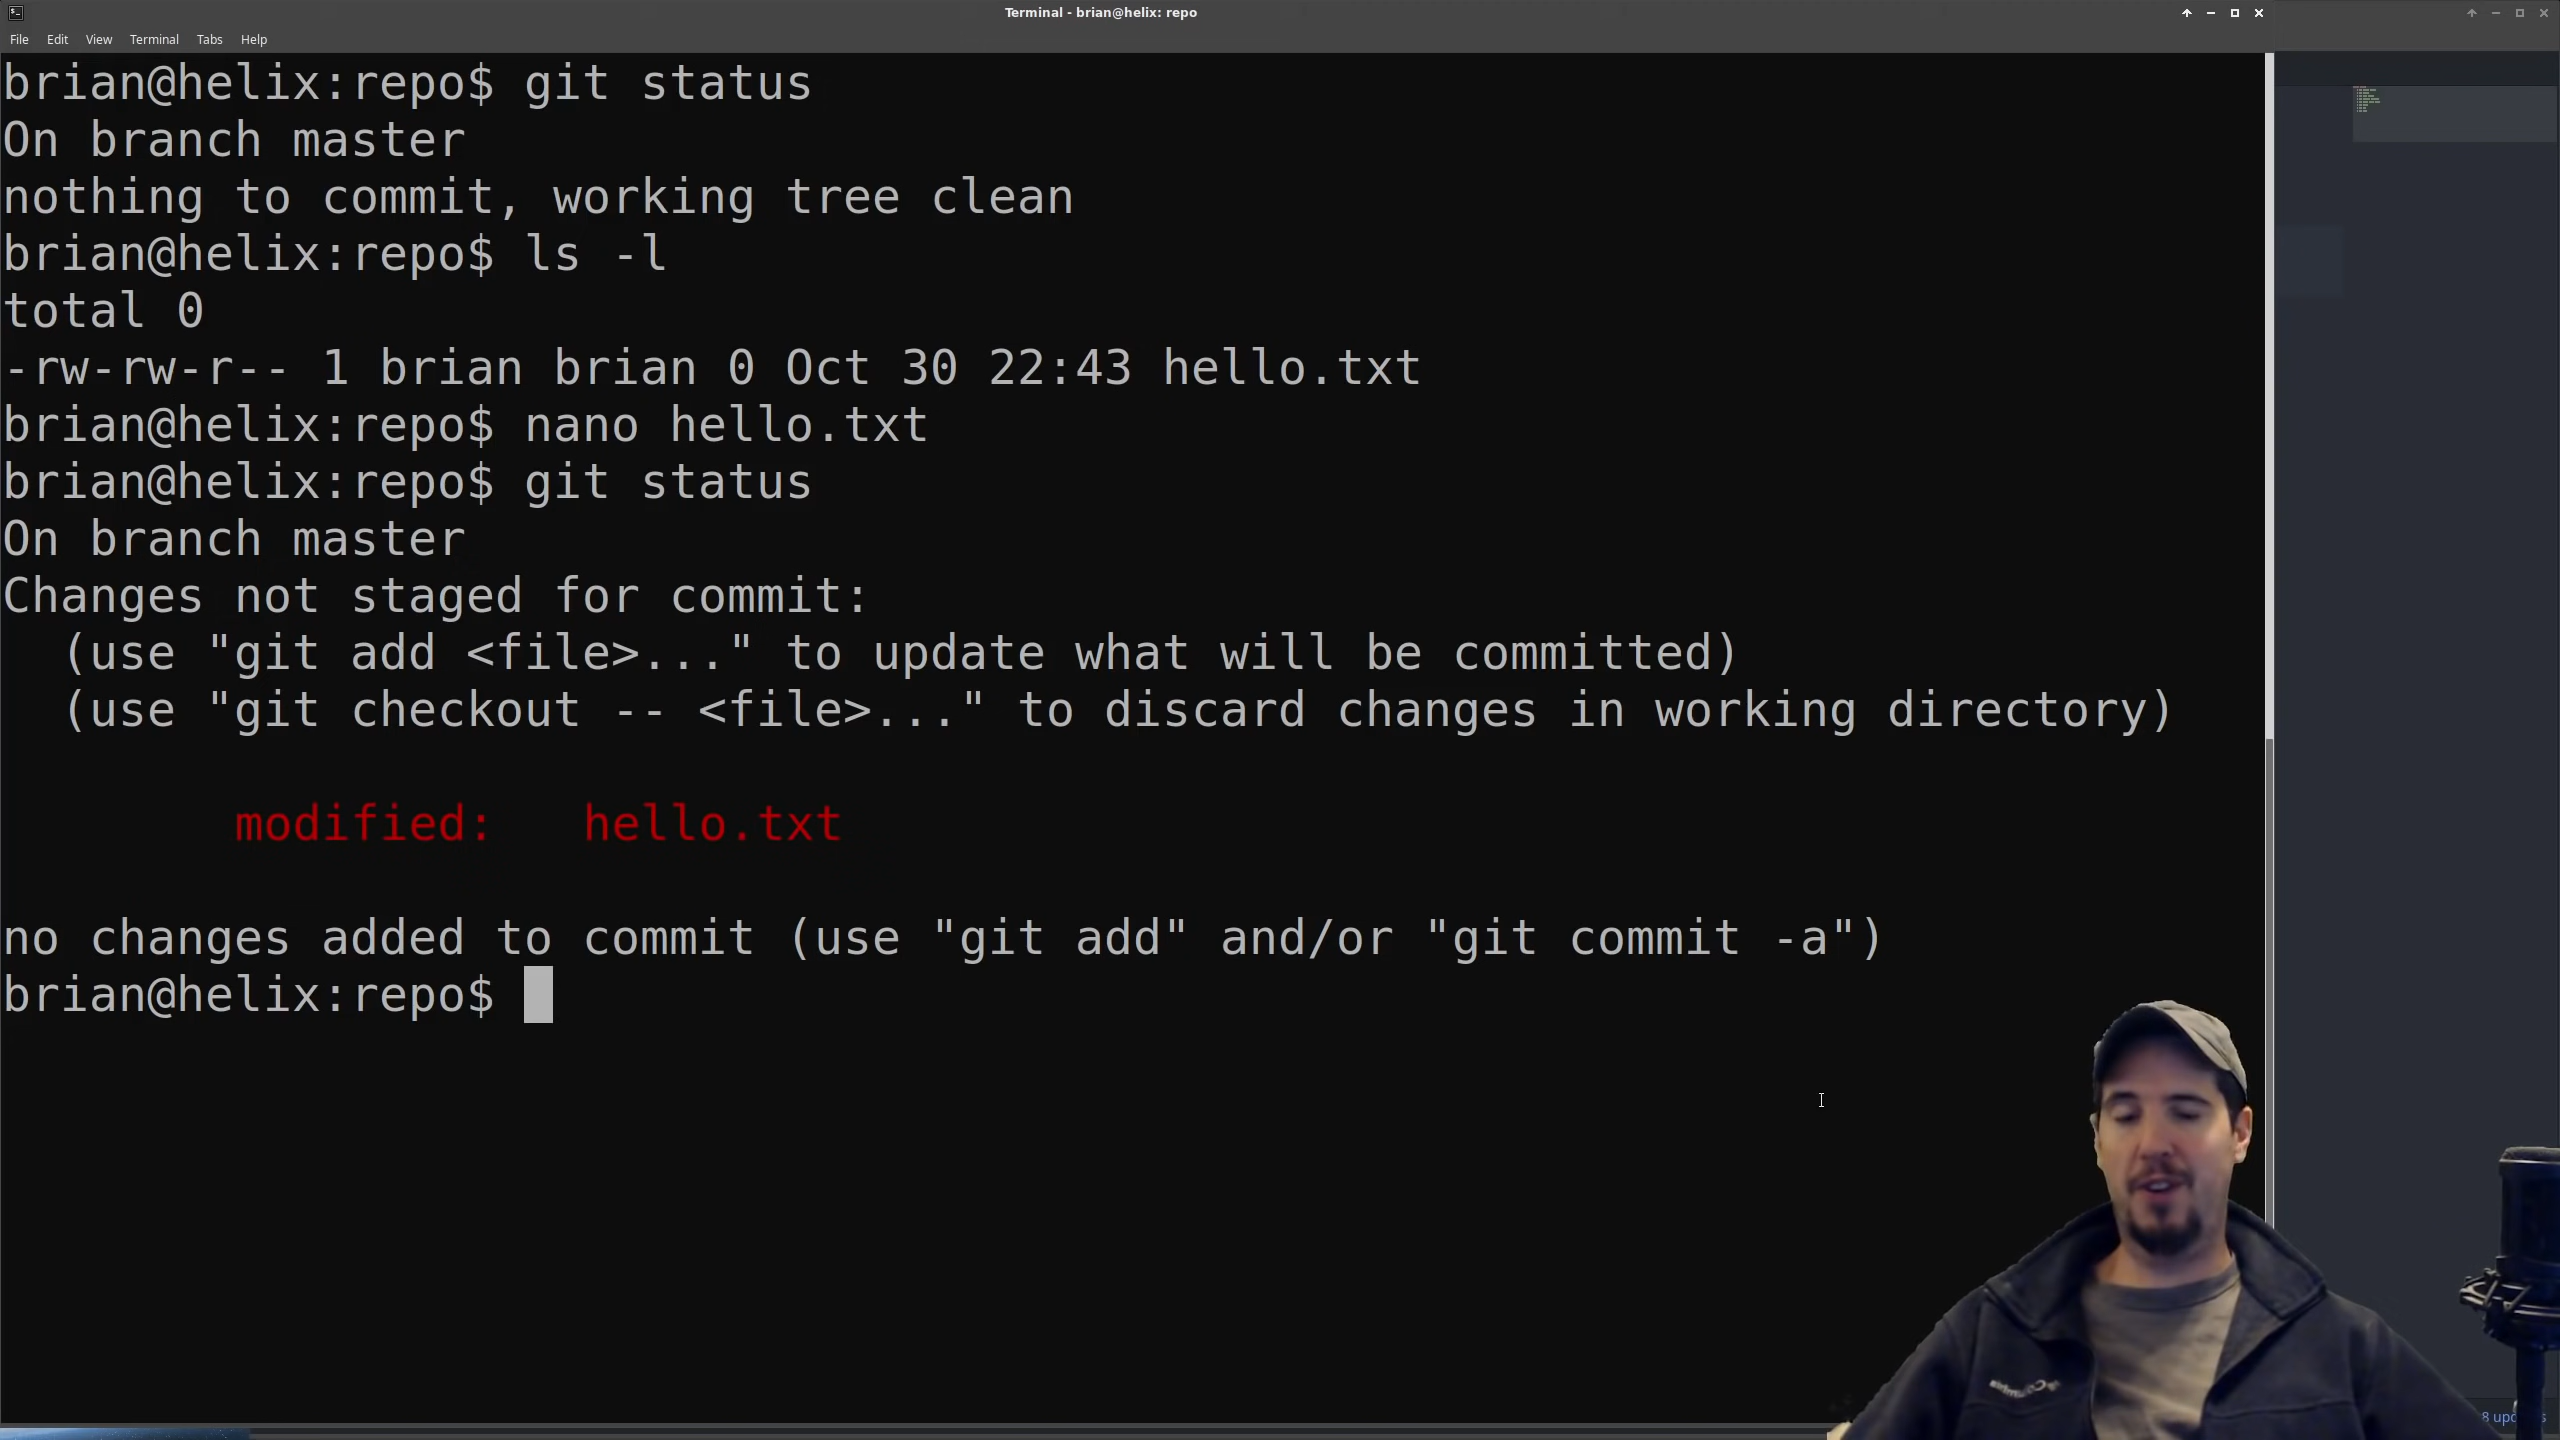 Terminal - brian@helix: repo
File Edit View Terminal Tabs Help
brian@helix:repo$ git status
On branch master
nothing to commit, working tree clean
brian@helix:repo$ ls -l
total 0
-rw-rw-r-- 1 brian brian 0 Oct 30 22:43 hello.txt
brian@helix:repo$ nano hello.txt
brian@helix:repo$ git status
On branch master
Changes not staged for commit:
  (use "git add <file>..." to update what will be committed)
  (use "git checkout -- <file>..." to discard changes in working directory)
        modified:   hello.txt
no changes added to commit (use "git add" and/or "git commit -a")
brian@helix:repo$
8